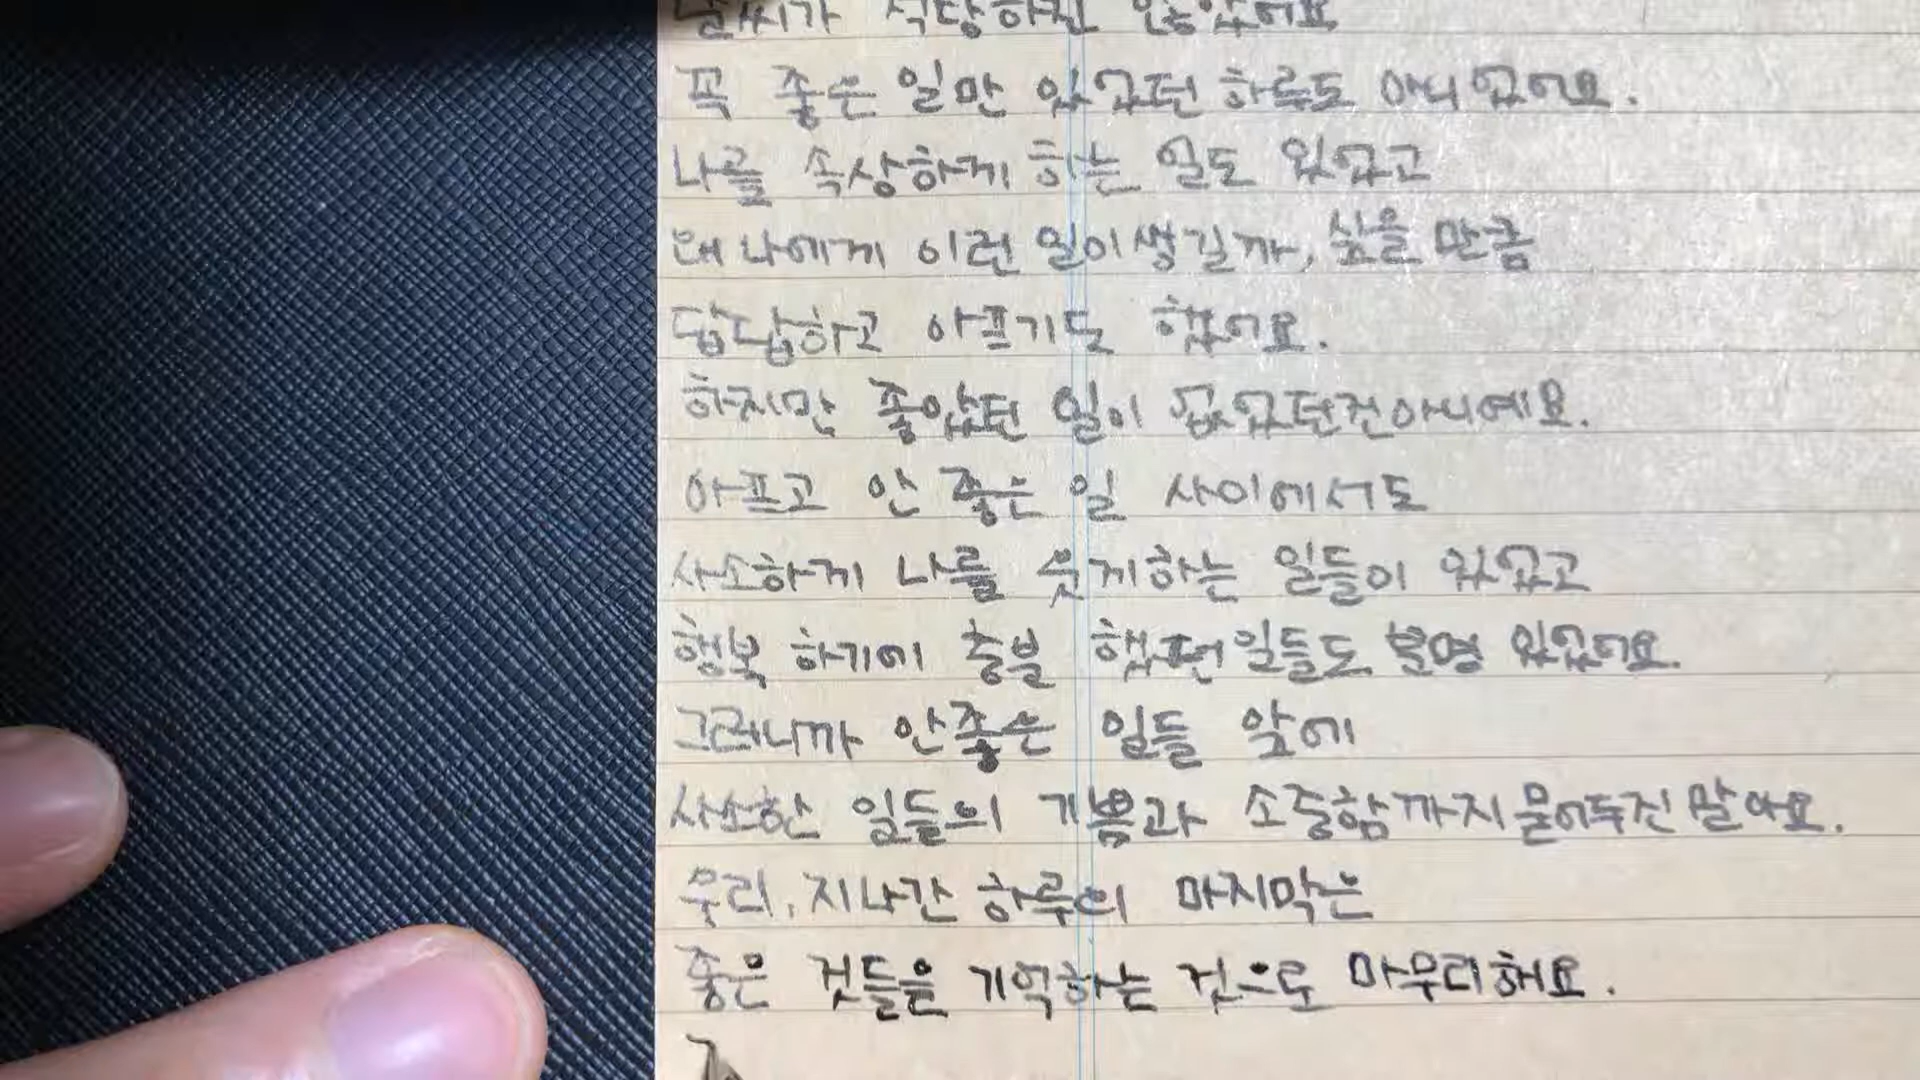 날씨가
꼭 좋은 일만 있었던 하루도 아니었어요.
나를 속상하게 하는 일도 있었고
왜 나에게 이런 일이 생길까, 싶을 만큼
답답하고 아프기도 했어요.
하지만 좋았던 일이 없었던건아니예요.
아프고 안 좋은 일 사이에서도
사소하게 나를 웃게하는 일들이 있었고
행복 하기에 충분 했던일들도 분명 있었어요.
그러니까 안좋은 일들 앞에
사소한 일들의 기쁨과 소중함까지 묻어두진 말아요.
우리, 지나간 하루의 마지막은
좋은 것들을 기억하는 것으로 마무리해요.